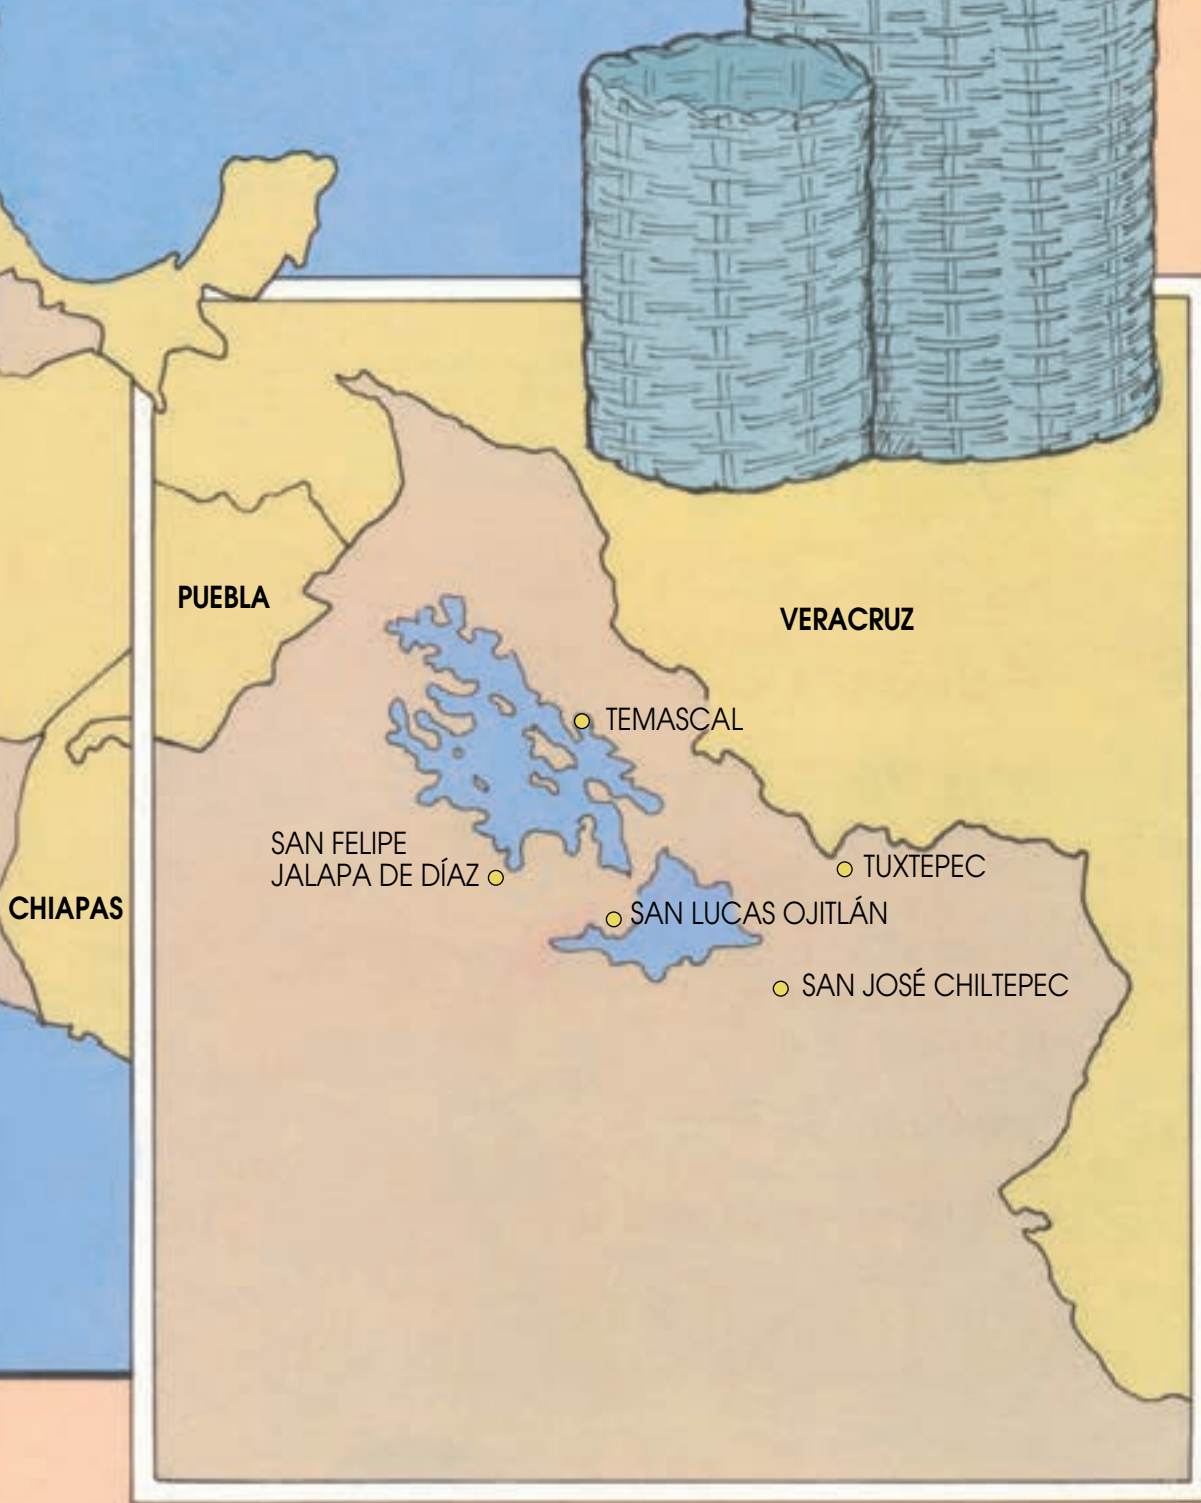 PUEBLA
VERACRUZ
TEMASCAL
SAN FELIPE
JALAPA DE DÍAZ
TUXTEPEC
CHIAPAS
SAN LUCAS OJITLÁN
SAN JOSÉ CHILTEPEC